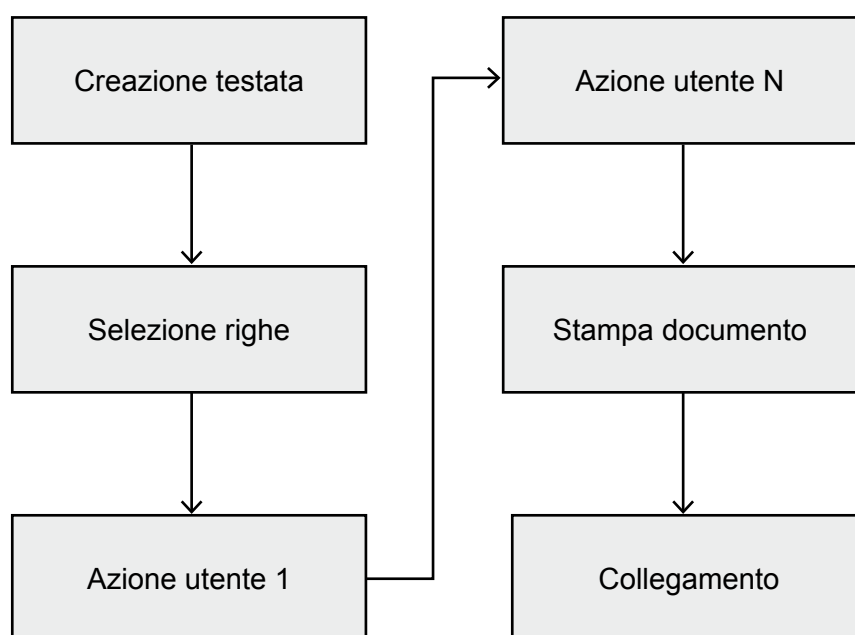 Creazione testata
Selezione righe
Azione utente 1
Azione utente N
Stampa documento
Collegamento